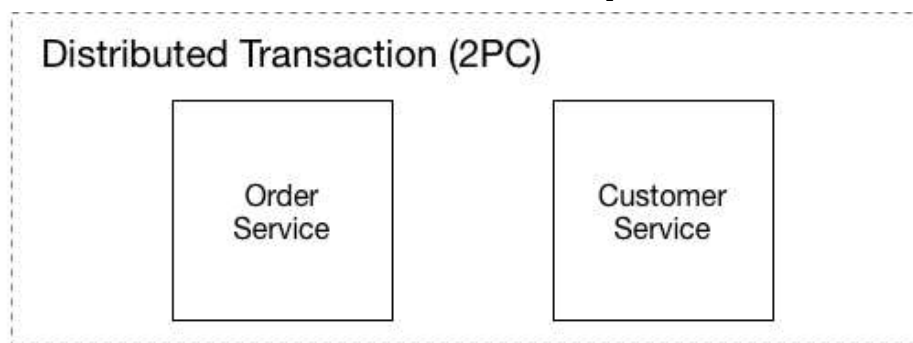 Distributed Transaction (2PC)
Order
Service
Customer
Service